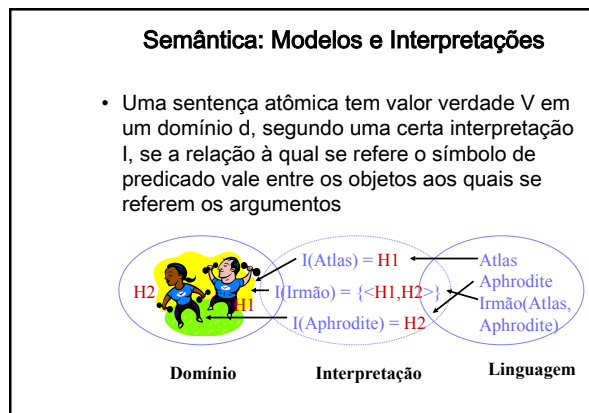 Semântica: Modelos e Interpretações
• Uma sentença atômica tem valor verdade V em
um domínio d, segundo uma certa interpretação
I, se a relação à qual se refere o símbolo de
predicado vale entre os objetos aos quais se
referem os argumentos
H2
H1
I(Atlas) = H1
I(Irmão) = {<H1,H2>}
I(Aphrodite) = H2
Atlas
Aphrodite
Irmão(Atlas,
Aphrodite)
Domínio
Interpretação
Linguagem